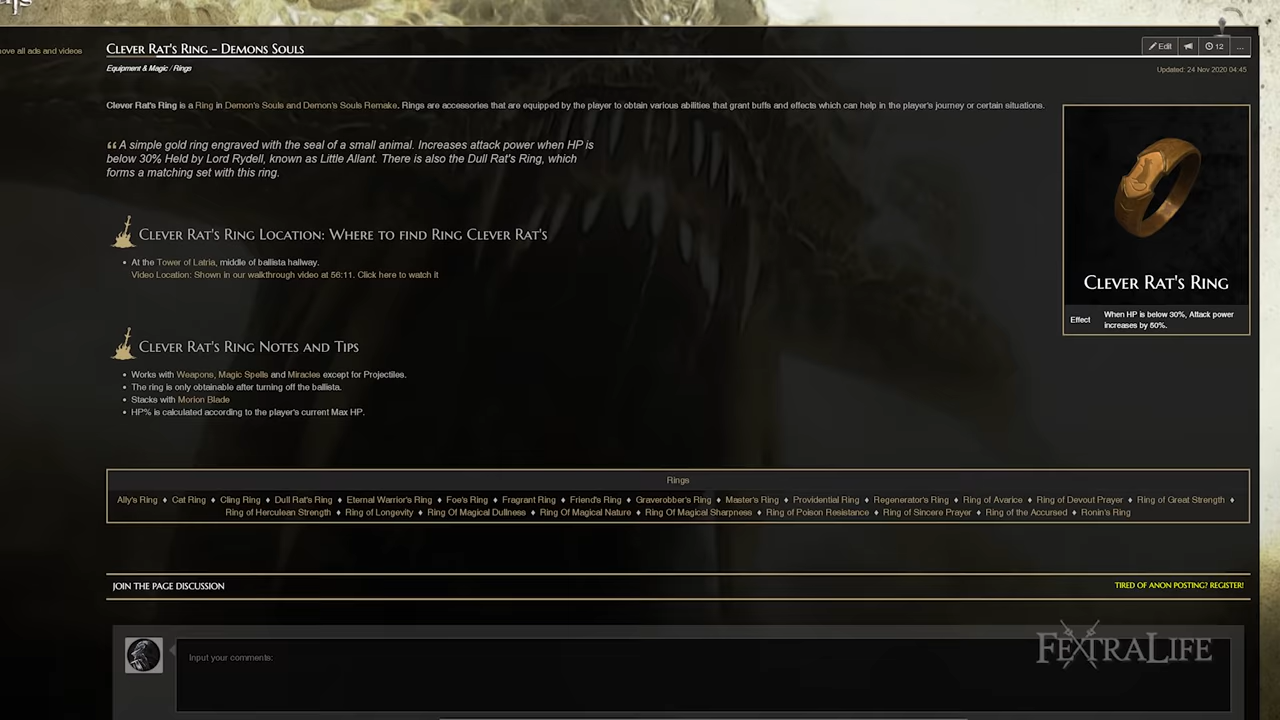 Clever Rat's Ring - Demons Souls
Edit
12
...
move all ads and videos
Equipment & Magic / Rings
Updated: 24 Nov 2020 04:45
Clever Rat's Ring is a Ring in Demon's Souls and Demon's Souls Remake. Rings are accessories that are equipped by the player to obtain various abilities that grant buffs and effects which can help in the player's journey or certain situations.
“ A simple gold ring engraved with the seal of a small animal. Increases attack power when HP is
below 30% Held by Lord Rydell, known as Little Allant. There is also the Dull Rat's Ring, which
forms a matching set with this ring.
Clever Rat's Ring Location: Where to find Ring Clever Rat's
• At the Tower of Latria, middle of ballista hallway.
Video Location: Shown in our walkthrough video at 56:11. Click here to watch it
Clever Rat's Ring
Effect
When HP is below 30%, Attack power
increases by 50%.
Clever Rat's Ring Notes and Tips
• Works with Weapons, Magic Spells and Miracles except for Projectiles.
• The ring is only obtainable after turning off the ballista.
• Stacks with Morion Blade
• HP% is calculated according to the player's current Max HP.
Rings
Ally's Ring ♦ Cat Ring ♦ Cling Ring ♦ Dull Rat's Ring ♦ Eternal Warrior's Ring ♦ Foe's Ring ♦ Fragrant Ring ♦ Friend's Ring ♦ Graverobber's Ring ♦ Master's Ring ♦ Providential Ring ♦ Regenerator's Ring ♦ Ring of Avarice ♦ Ring of Devout Prayer ♦ Ring of Great Strength ♦
Ring of Herculean Strength ♦ Ring of Longevity ♦ Ring Of Magical Dullness ♦ Ring Of Magical Nature ♦ Ring Of Magical Sharpness ♦ Ring of Poison Resistance ♦ Ring of Sincere Prayer ♦ Ring of the Accursed ♦ Ronin's Ring
Join the page discussion
Tired of anon posting? Register!
Input your comments:
FextraLife